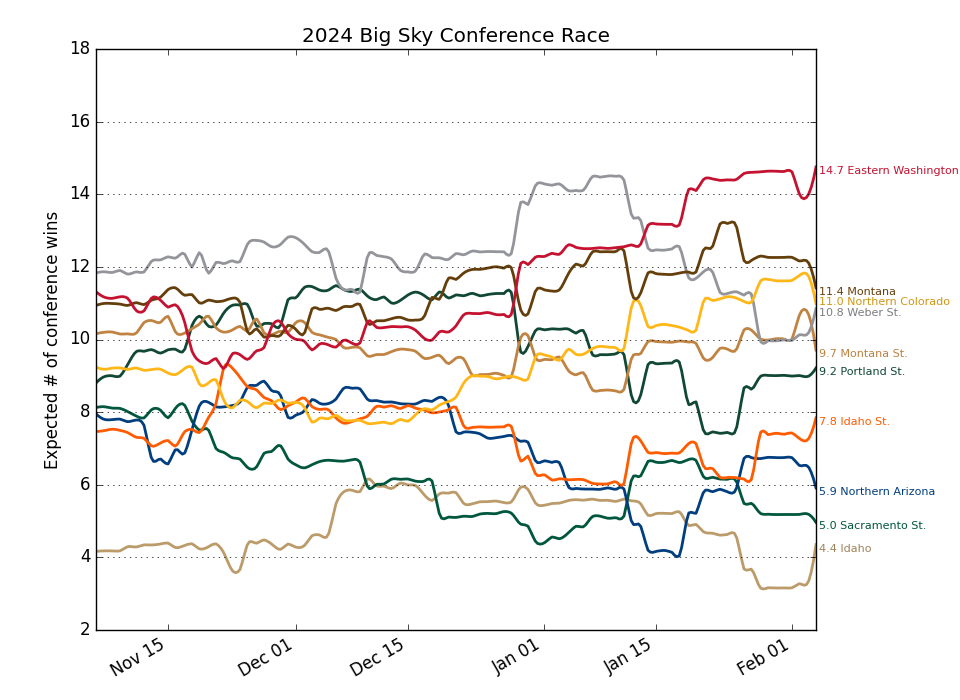 2024 Big Sky Conference Race
Expected # of conference wins
18
16
14
12
10
8
6
4
2
14.7 Eastern Washington
11.4 Montana
11.0 Northern Colorado
10.8 Weber St.
9.7 Montana St.
9.2 Portland St.
7.8 Idaho St.
5.9 Northern Arizona
5.0 Sacramento St.
4.4 Idaho
Nov 15
Dec 01
Dec 15
Jan 01
Jan 15
Feb 01